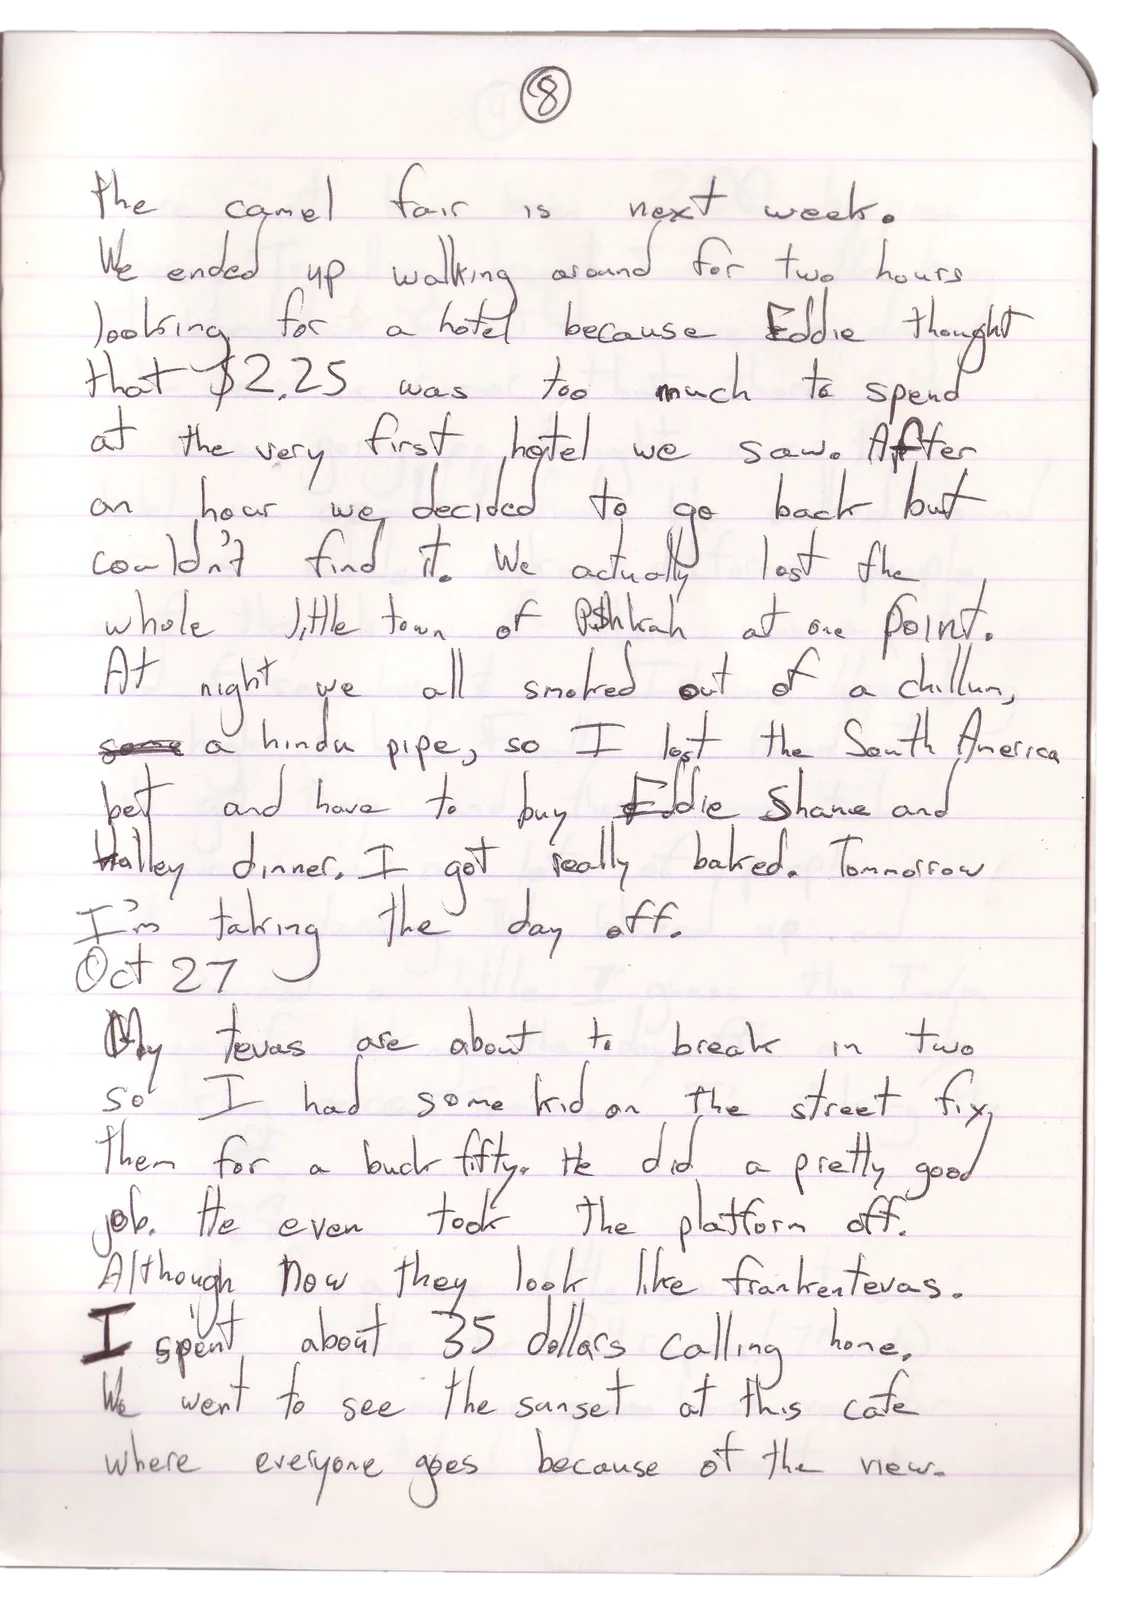 8
the camel fair is next week.
We ended up walking around for two hours
looking for a hotel because Eddie thought
that $2.25 was too much to spend
at the very first hotel we saw. After
an hour we decided to go back but
couldn't find it. We actually lost the
whole little town of Pushkah at one point.
At night we all smoked out of a chillum,
a hindu pipe, so I lost the South America
bet and have to buy Eddie Shane and
Halley dinner. I got really baked. Tommorrow
I'm taking the day off.
Oct 27
My tevas are about to break in two
so I had some kid on the street fix
them for a buck fifty. He did a pretty good
job. He even took the platform off.
Although now they look like frankentevas.
I spent about 35 dollars calling home.
We went to see the sunset at this cafe
where everyone goes because of the view.